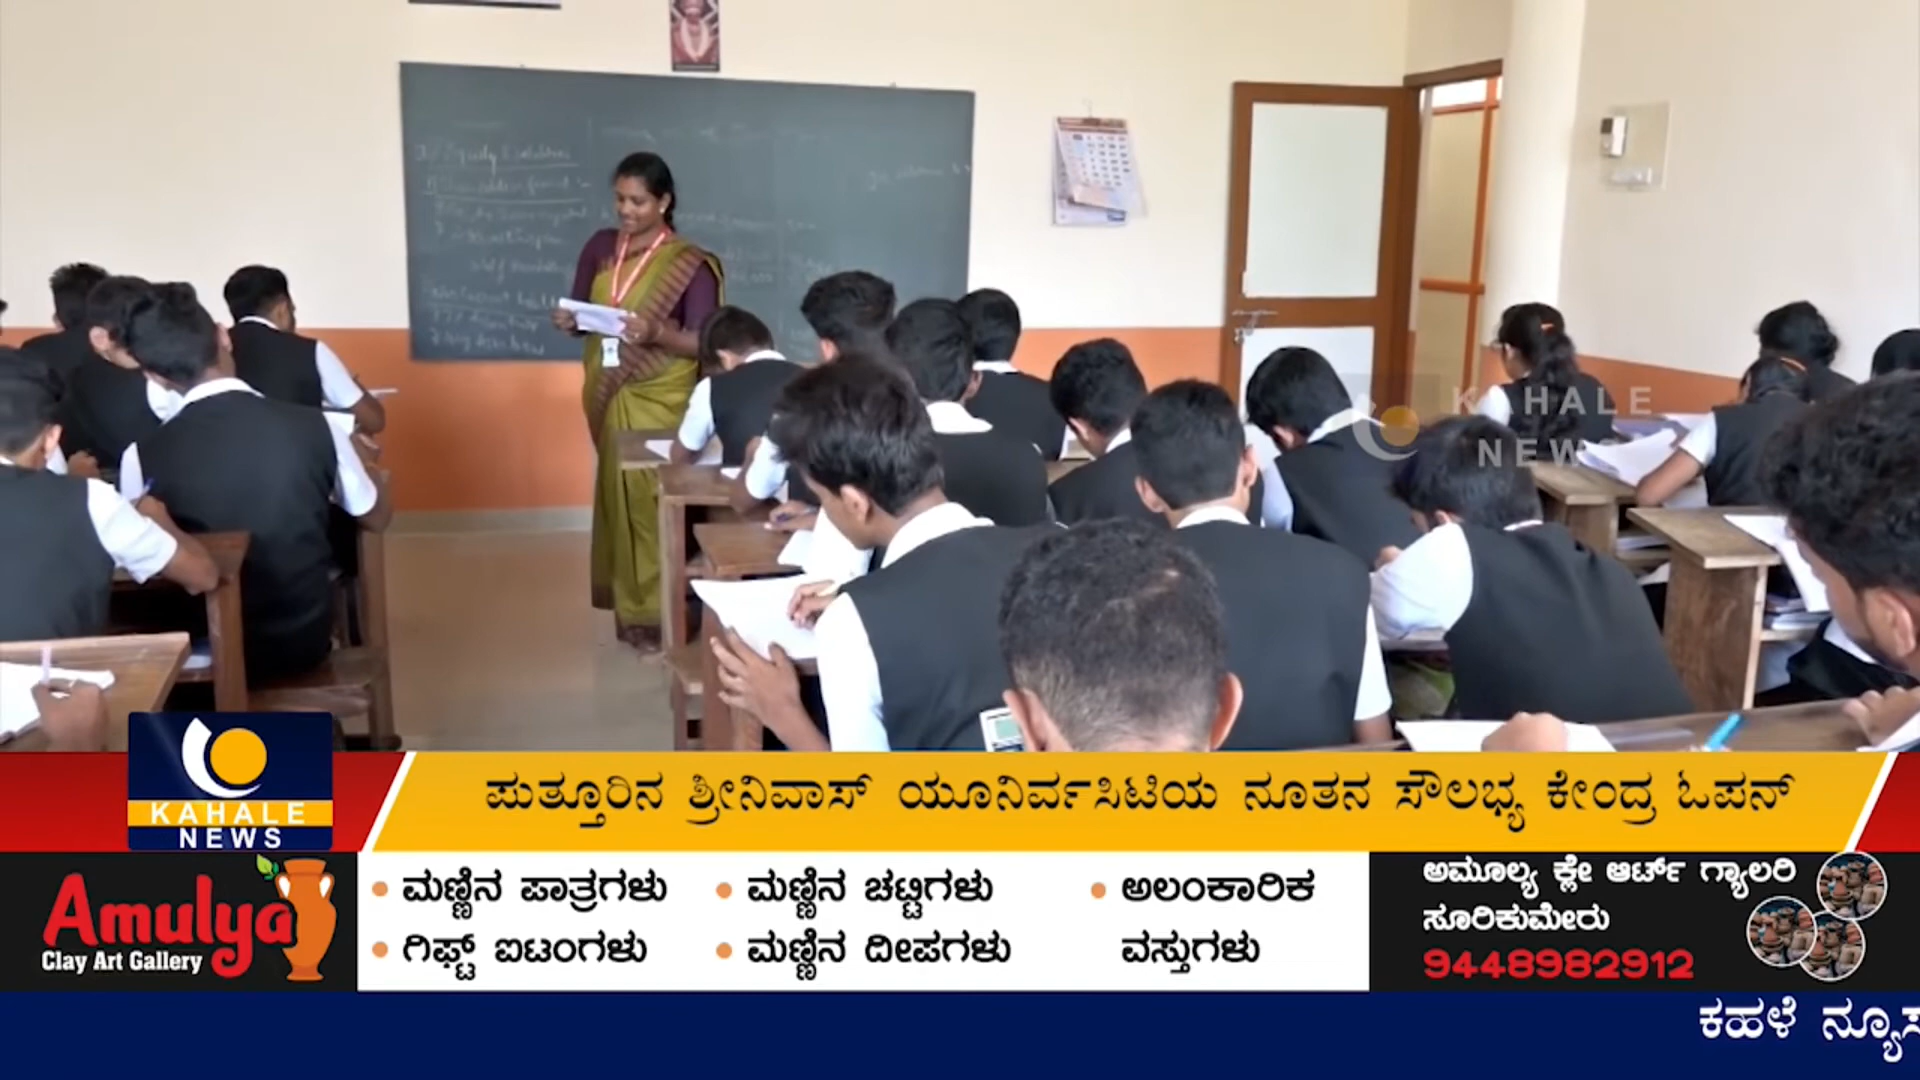 KAHALE
NEWS
KAHALE
NEWS
ಪುತ್ತೂರಿನ ಶ್ರೀನಿವಾಸ್ ಯೂನಿರ್ವಸಿಟಿಯ ನೂತನ ಸೌಲಭ್ಯ ಕೇಂದ್ರ ಓಪನ್
Amulya
Clay Art Gallery
ಮಣ್ಣಿನ ಪಾತ್ರಗಳು
ಗಿಫ್ಟ್ ಐಟಂಗಳು
ಮಣ್ಣಿನ ಚಟ್ಟಿಗಳು
ಮಣ್ಣಿನ ದೀಪಗಳು
ಅಲಂಕಾರಿಕ
ವಸ್ತುಗಳು
ಅಮೂಲ್ಯ ಕ್ಲೇ ಆರ್ಟ್ ಗ್ಯಾಲರಿ
ಸೂರಿಕುಮೇರು
9448982912
ಕಹಳೆ